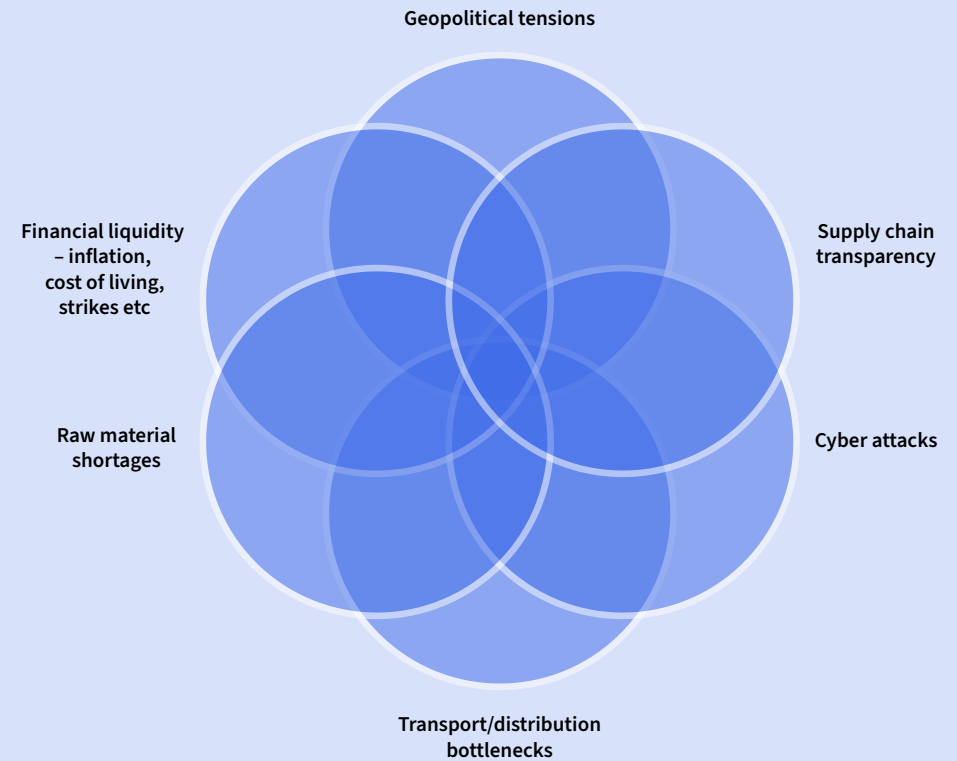 Geopolitical tensions
Financial liquidity
– inflation,
cost of living,
strikes etc
Supply chain
transparency
Raw material
shortages
Cyber attacks
Transport/distribution
bottlenecks